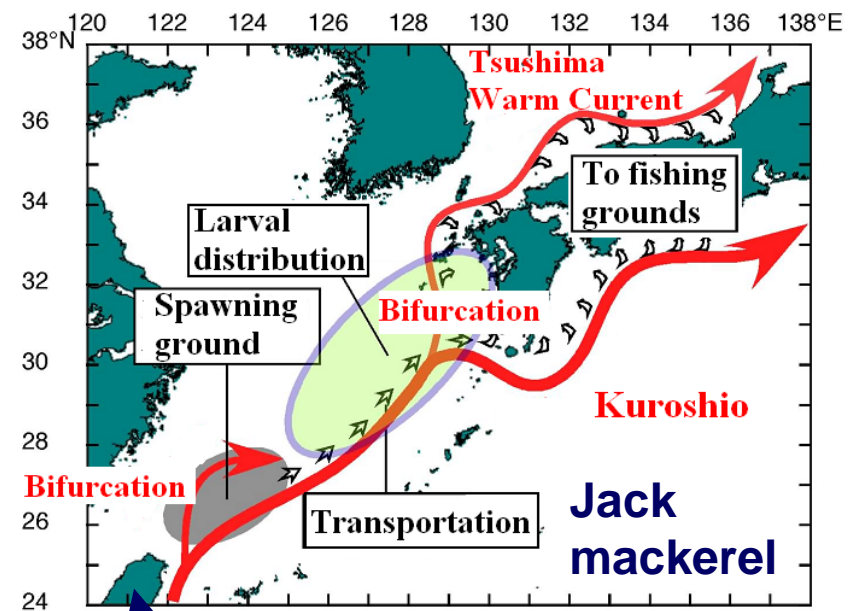 120 122 124 126 128 130 132 134 136 138°E
38°N
36
34
32
30
28
26
24
Tsushima
Warm Current
To fishing
grounds
Larval
distribution
Spawning
ground
Bifurcation
Kuroshio
Bifurcation
Transportation
Jack
mackerel